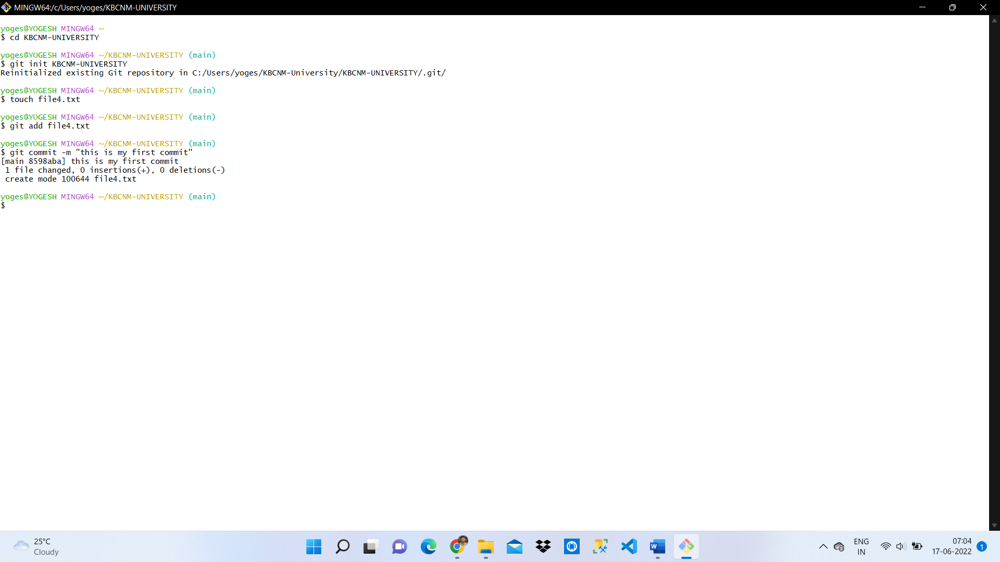 MINGW64:/c/Users/yoges/KBCNM-UNIVERSITY
yoges@YOGESH MINGW64 ~
$ cd KBCNM-UNIVERSITY
yoges@YOGESH MINGW64 ~/KBCNM-UNIVERSITY (main)
$ git init KBCNM-UNIVERSITY
Reinitialized existing Git repository in C:/Users/yoges/KBCNM-University/KBCNM-UNIVERSITY/.git/
yoges@YOGESH MINGW64 ~/KBCNM-UNIVERSITY (main)
$ touch file4.txt
yoges@YOGESH MINGW64 ~/KBCNM-UNIVERSITY (main)
$ git add file4.txt
yoges@YOGESH MINGW64 ~/KBCNM-UNIVERSITY (main)
$ git commit -m "this is my first commit"
[main 8598aba] this is my first commit
 1 file changed, 0 insertions(+), 0 deletions(-)
 create mode 100644 file4.txt
yoges@YOGESH MINGW64 ~/KBCNM-UNIVERSITY (main)
$
25°C
Cloudy
W
ENG
IN
07:04
17-06-2022
1